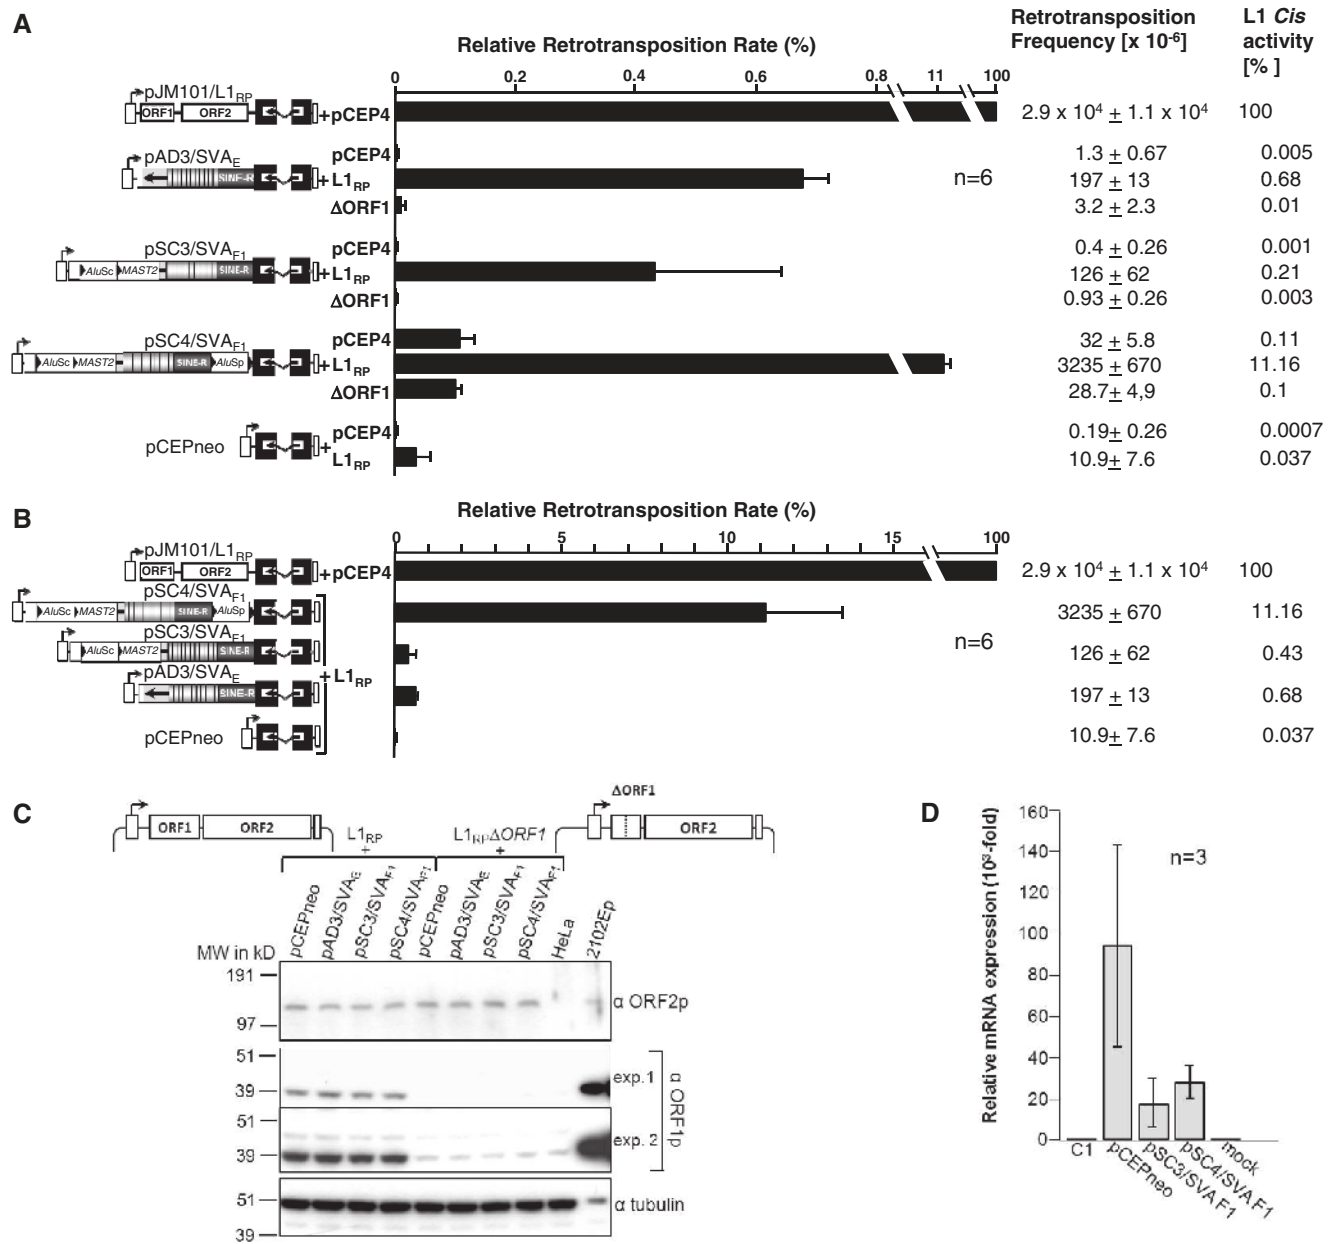 A
Relative Retrotransposition Rate (%)
Retrotransposition Frequency [x 10-6]
L1 Cis activity [% ]
0 0.2 0.4 0.6 0.8 11 100
pJM101/L1RP
ORF1 ORF2
+pCEP4
2.9 x 104 ± 1.1 x 104 100
pAD3/SVAE
SINE-R
pCEP4
1.3 ± 0.67 0.005
+L1RP
n=6
197 ± 13 0.68
ΔORF1
3.2 ± 2.3 0.01
pSC3/SVAF1
AluSc MAST2 SINE-R
pCEP4
0.4 ± 0.26 0.001
+L1RP
126 ± 62 0.21
ΔORF1
0.93 ± 0.26 0.003
pSC4/SVAF1
AluSc MAST2 SINE-R AluSp
pCEP4
32 ± 5.8 0.11
+L1RP
3235 ± 670 11.16
ΔORF1
28.7± 4,9 0.1
pCEPneo
+
pCEP4
0.19± 0.26 0.0007
L1RP
10.9± 7.6 0.037
B
Relative Retrotransposition Rate (%)
0 5 10 15 100
pJM101/L1RP
ORF1 ORF2
+pCEP4
2.9 x 104 ± 1.1 x 104 100
pSC4/SVAF1
AluSc MAST2 SINE-R AluSp
3235 ± 670 11.16
pSC3/SVAF1
AluSc MAST2 SINE-R
n=6
126 ± 62 0.43
+L1RP
pAD3/SVAE
SINE-R
197 ± 13 0.68
pCEPneo
10.9± 7.6 0.037
C
ORF1 ORF2
L1RP
+
L1RPΔORF1
+
ΔORF1
ORF2
pCEPneo
pAD3/SVAE
pSC3/SVAF1
pSC4/SVAF1
pCEPneo
pAD3/SVAE
pSC3/SVAF1
pSC4/SVAF1
HeLa
2102Ep
MW in kD
191
97
α ORF2p
51
39
exp.1
51
39
exp. 2
α ORF1p
51
39
α tubulin
D
Relative mRNA expression (103-fold)
160
140
120
100
80
60
40
20
0
n=3
C1
pCEPneo
pSC3/SVA F1
pSC4/SVA F1
mock